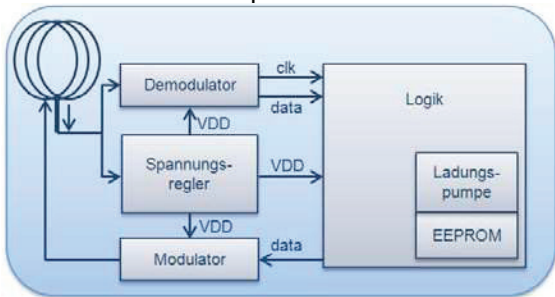 clk
Demodulator
data
Logik
VDD
Spannungs-
regler
VDD
Ladungs-
pumpe
VDD
EEPROM
data
Modulator